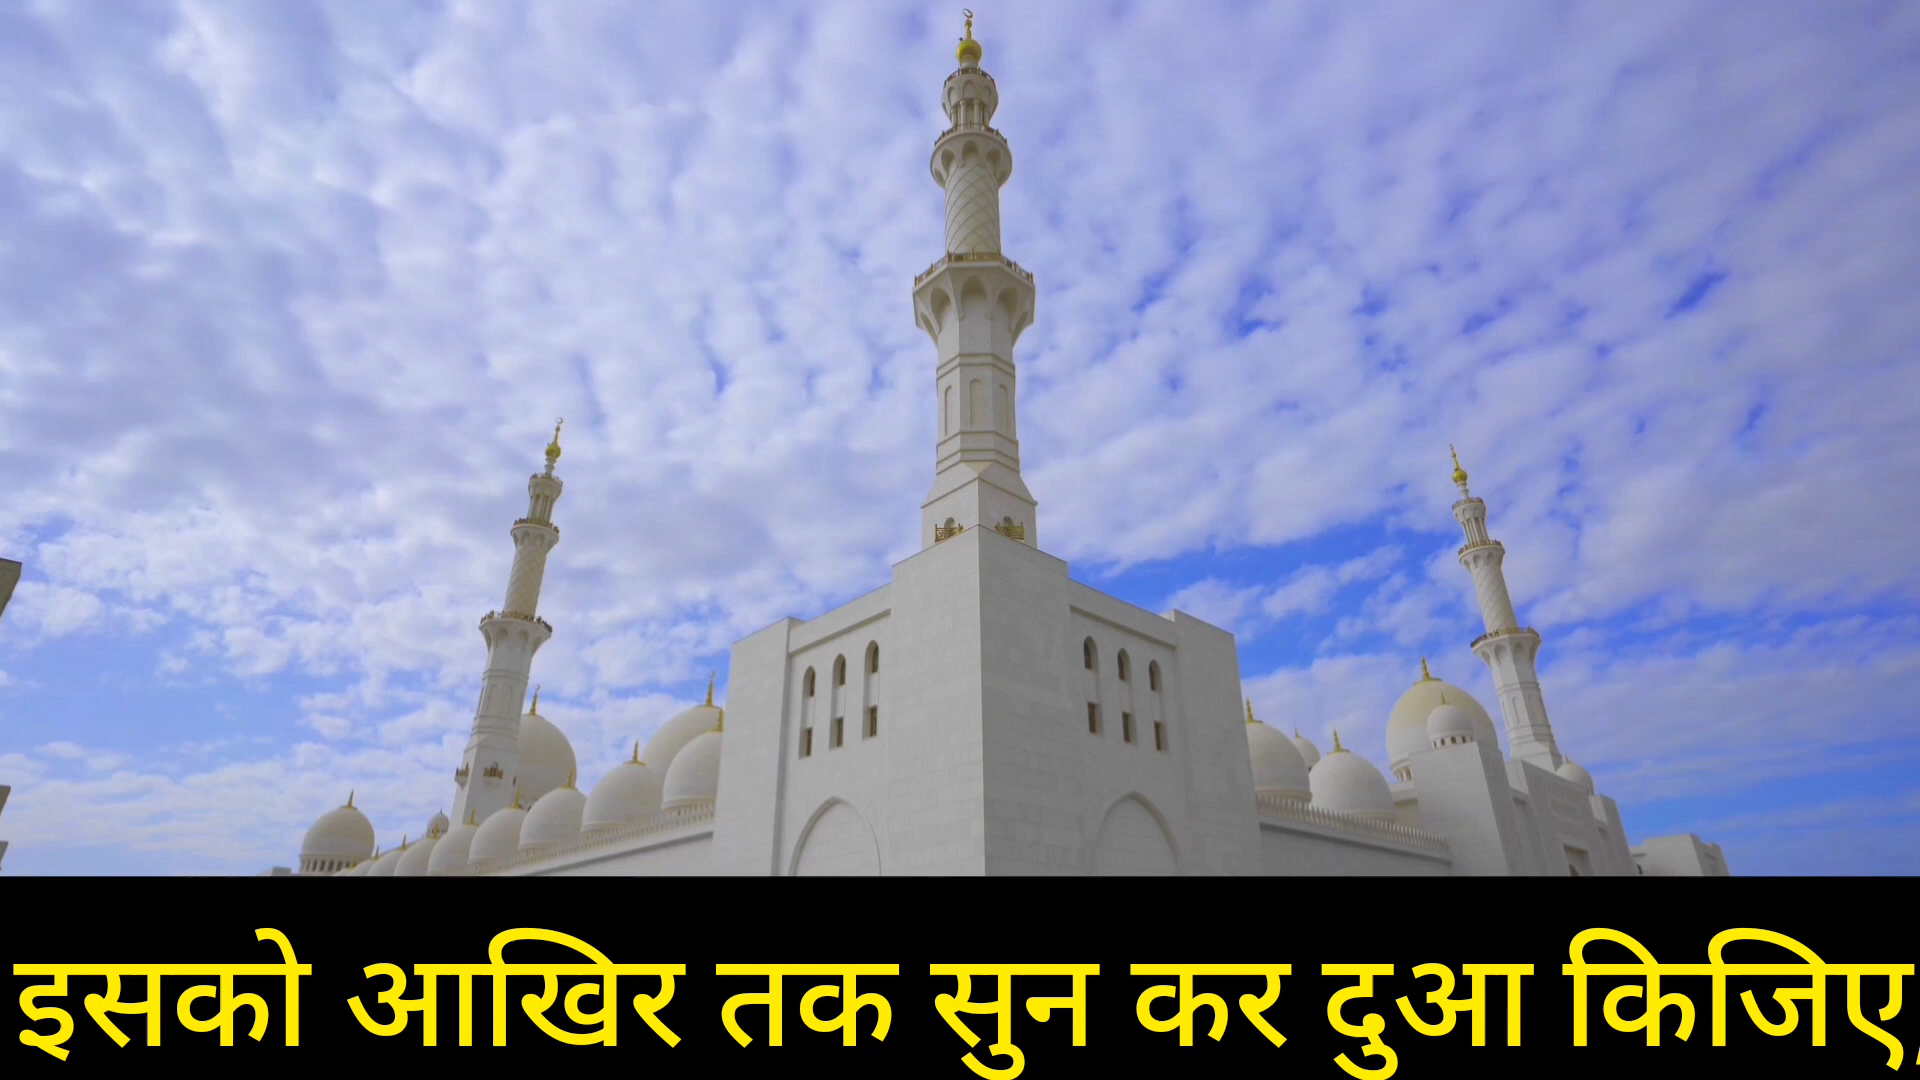 इसको आखिर तक सुन कर दुआ किजिए,